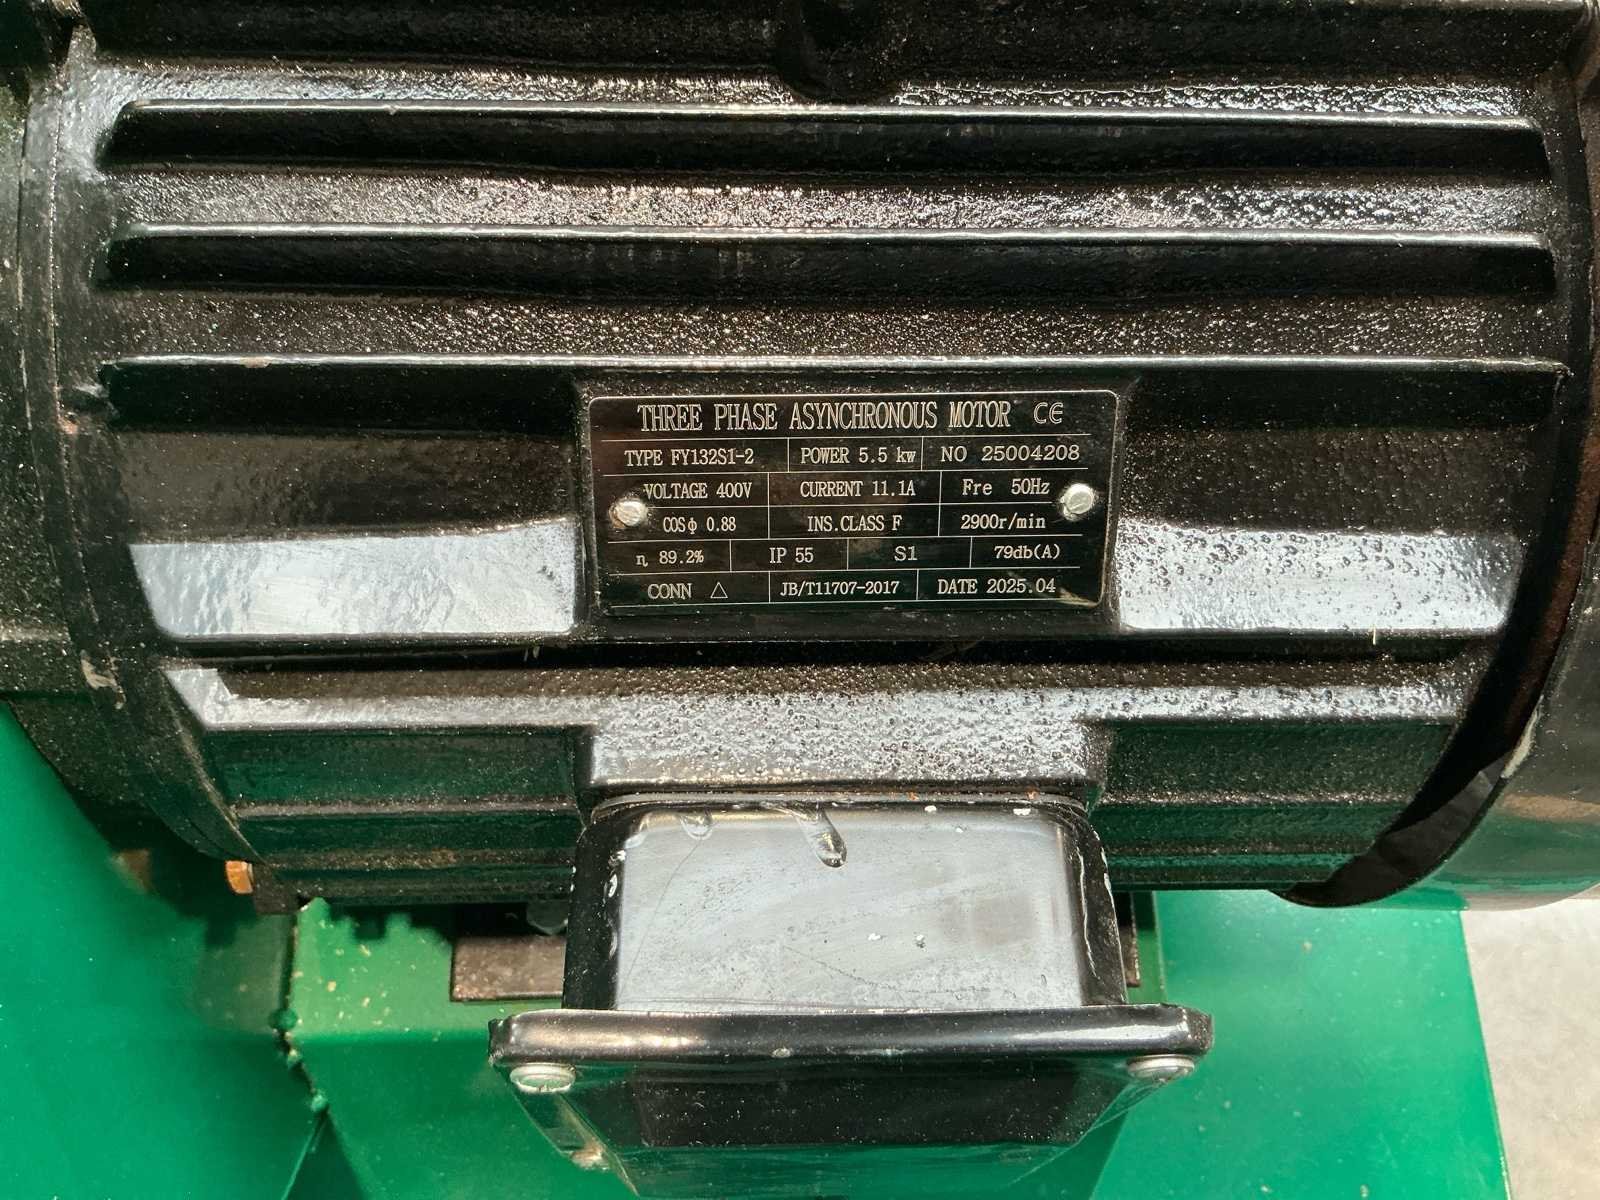 THREE PHASE ASYNCHRONOUS MOTOR CE
TYPE FY132S1-2 POWER 5.5 kw NO 25004208
VOLTAGE 400V CURRENT 11.1A Fre 50Hz
COSφ 0.88 INS.CLASS F 2900r/min
η 89.2% IP 55 S1 79db(A)
CONN △ JB/T11707-2017 DATE 2025.04